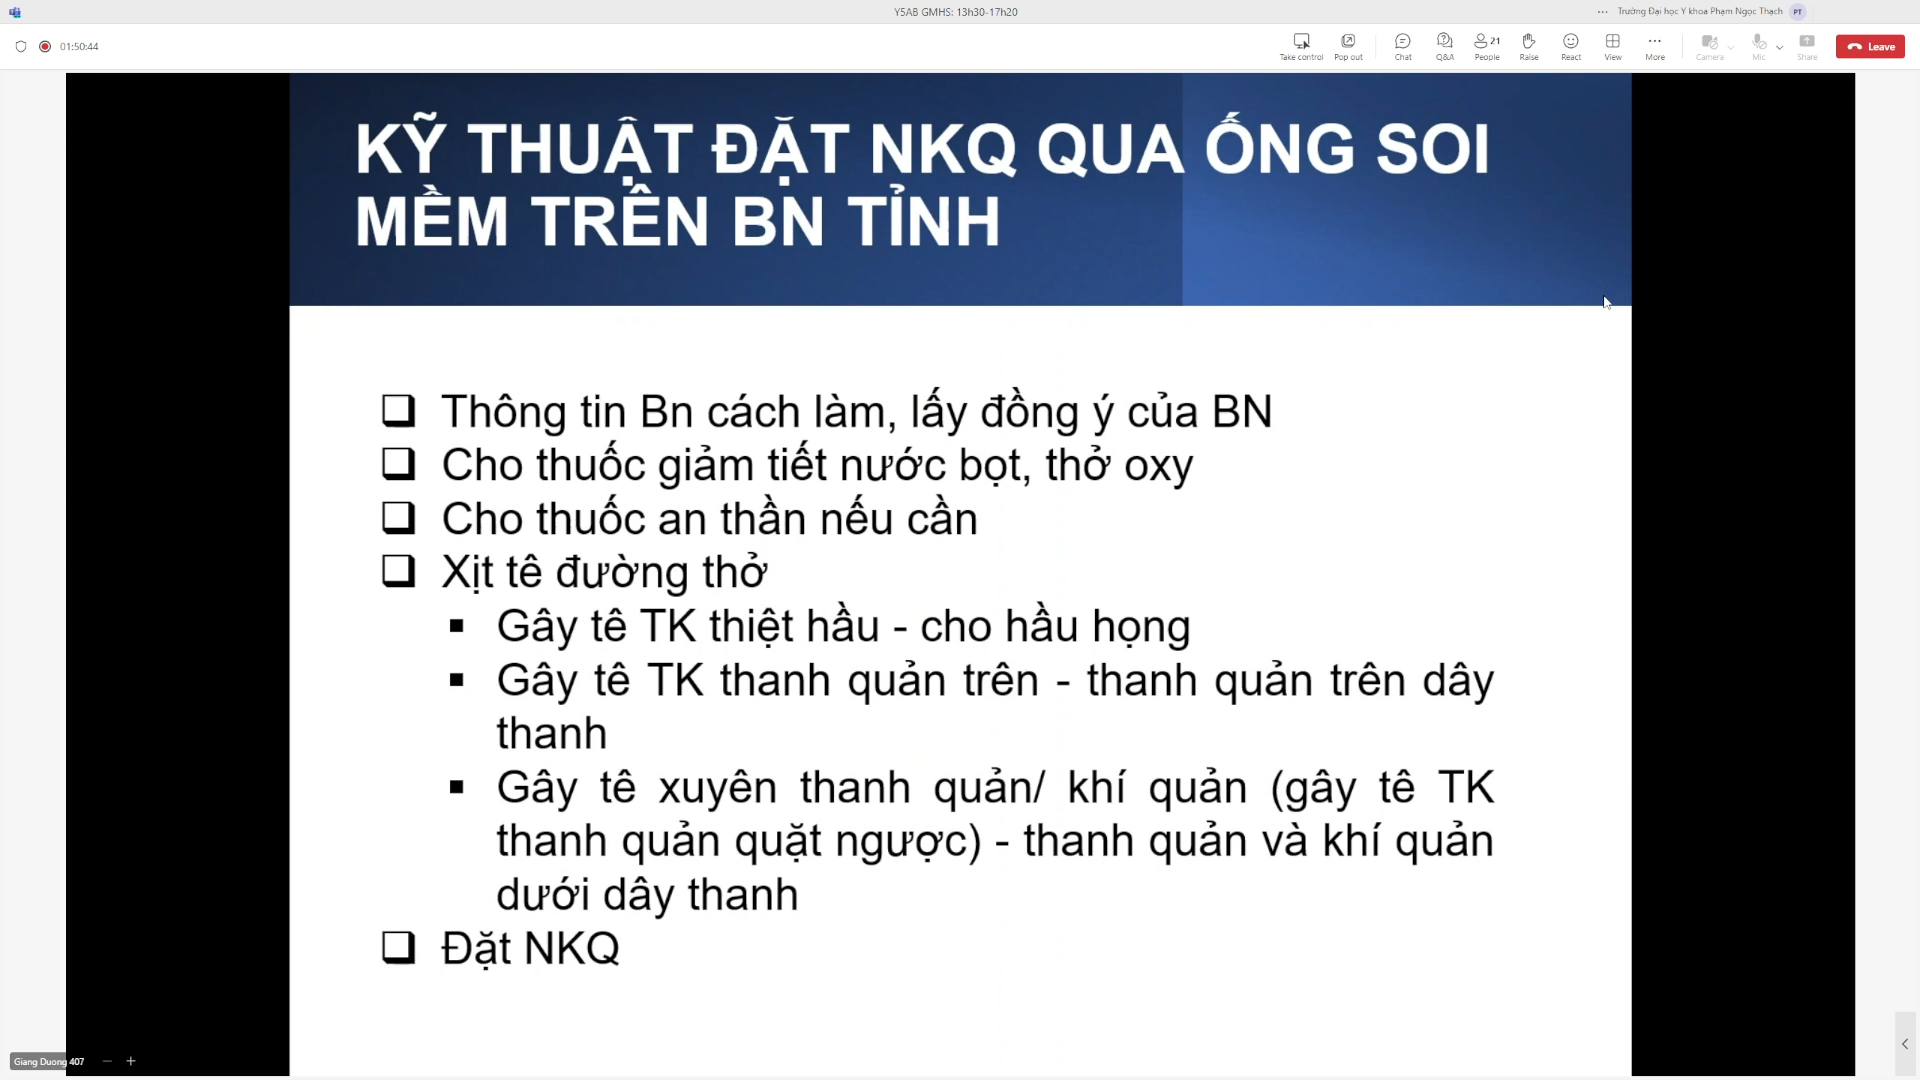 Y5AB GMHS: 13h30-17h20
Trường Đại học Y khoa Phạm Ngọc Thạch
PT
01:50:44
Take control
Pop out
Chat
Q&A
21
People
Raise
React
View
More
Camera
Mic
Share
Leave
KỸ THUẬT ĐẶT NKQ QUA ỐNG SOI
MỀM TRÊN BN TỈNH
Thông tin Bn cách làm, lấy đồng ý của BN
Cho thuốc giảm tiết nước bọt, thở oxy
Cho thuốc an thần nếu cần
Xịt tê đường thở
Gây tê TK thiệt hầu - cho hầu họng
Gây tê TK thanh quản trên - thanh quản trên dây
thanh
Gây tê xuyên thanh quản/ khí quản (gây tê TK
thanh quản quặt ngược) - thanh quản và khí quản
dưới dây thanh
Đặt NKQ
Giang Duong 407